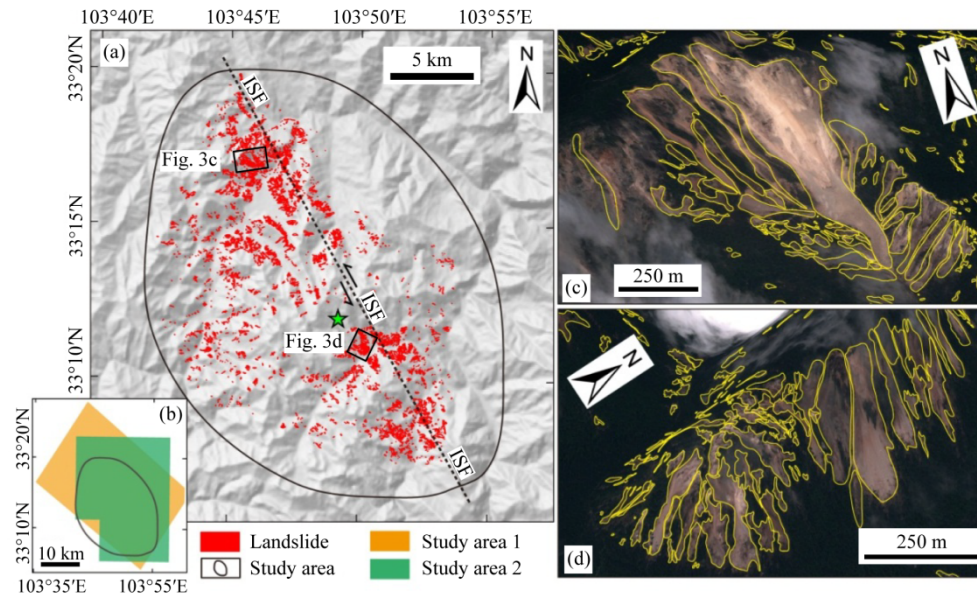 103°40′E 103°45′E 103°50′E 103°55′E
(a)
33°20′N
33°15′N
33°10′N
5 km
N
ISF
Fig. 3c
ISF
Fig. 3d
ISF
(b)
33°20′N
33°10′N
10 km
103°35′E 103°55′E
Landslide
Study area
Study area 1
Study area 2
N
250 m
(c)
N
250 m
(d)